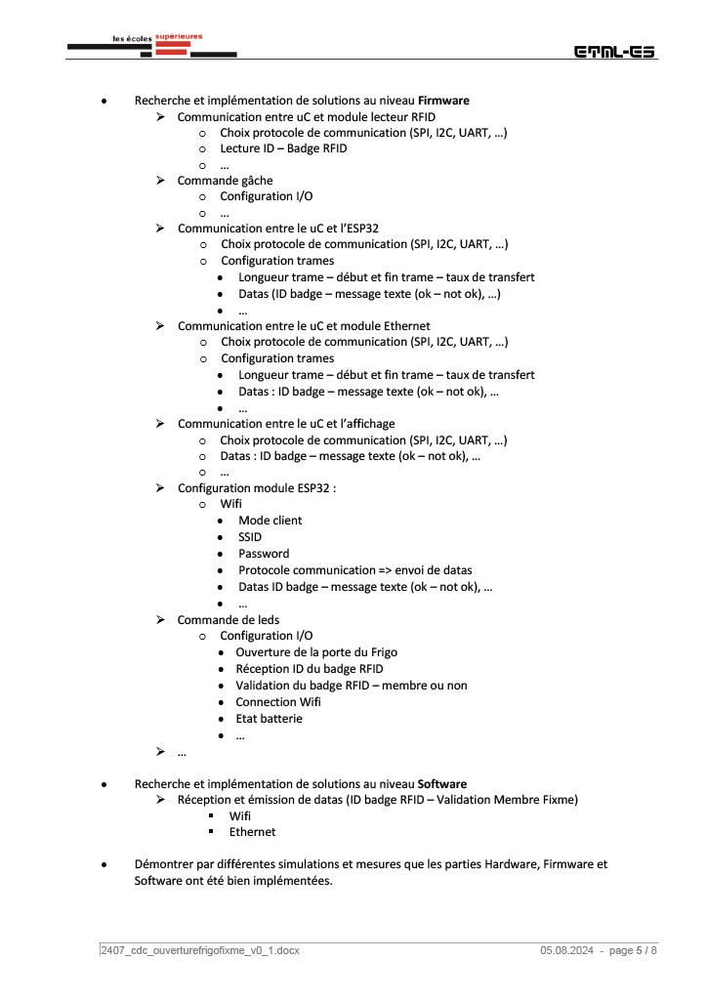 les écoles supérieures
ETML-ES
• Recherche et implémentation de solutions au niveau Firmware
➢ Communication entre uC et module lecteur RFID
o Choix protocole de communication (SPI, I2C, UART, …)
o Lecture ID – Badge RFID
o …
➢ Commande gâche
o Configuration I/O
o …
➢ Communication entre le uC et l’ESP32
o Choix protocole de communication (SPI, I2C, UART, …)
o Configuration trames
• Longueur trame – début et fin trame – taux de transfert
• Datas (ID badge – message texte (ok – not ok), …)
• …
➢ Communication entre le uC et module Ethernet
o Choix protocole de communication (SPI, I2C, UART, …)
o Configuration trames
• Longueur trame – début et fin trame – taux de transfert
• Datas : ID badge – message texte (ok – not ok), …
• …
➢ Communication entre le uC et l’affichage
o Choix protocole de communication (SPI, I2C, UART, …)
o Datas : ID badge – message texte (ok – not ok), …
o …
➢ Configuration module ESP32 :
o Wifi
• Mode client
• SSID
• Password
• Protocole communication => envoi de datas
• Datas ID badge – message texte (ok – not ok), …
• …
➢ Commande de leds
o Configuration I/O
• Ouverture de la porte du Frigo
• Réception ID du badge RFID
• Validation du badge RFID – membre ou non
• Connection Wifi
• Etat batterie
• …
➢ …
• Recherche et implémentation de solutions au niveau Software
➢ Réception et émission de datas (ID badge RFID – Validation Membre Fixme)
▪ Wifi
▪ Ethernet
• Démontrer par différentes simulations et mesures que les parties Hardware, Firmware et
Software ont été bien implémentées.
2407_cdc_ouverturefrigofixme_v0_1.docx 05.08.2024 - page 5 / 8